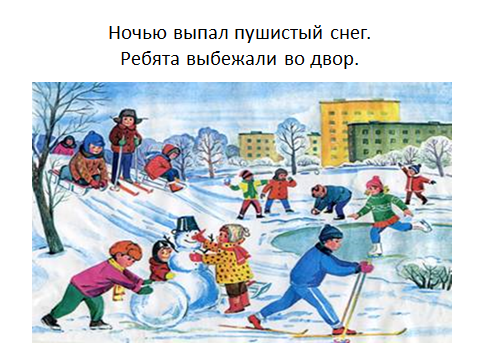 Ночью выпал пушистый снег.
Ребята выбежали во двор.